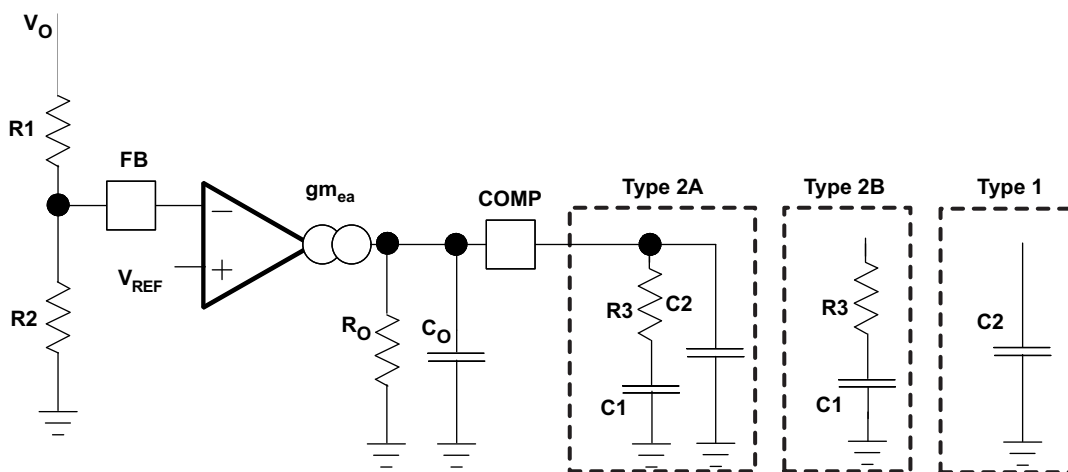 VO
R1
FB
gmea
COMP
Type 2A
Type 2B
Type 1
VREF
R2
RO
CO
R3
C2
C1
R3
C1
C2